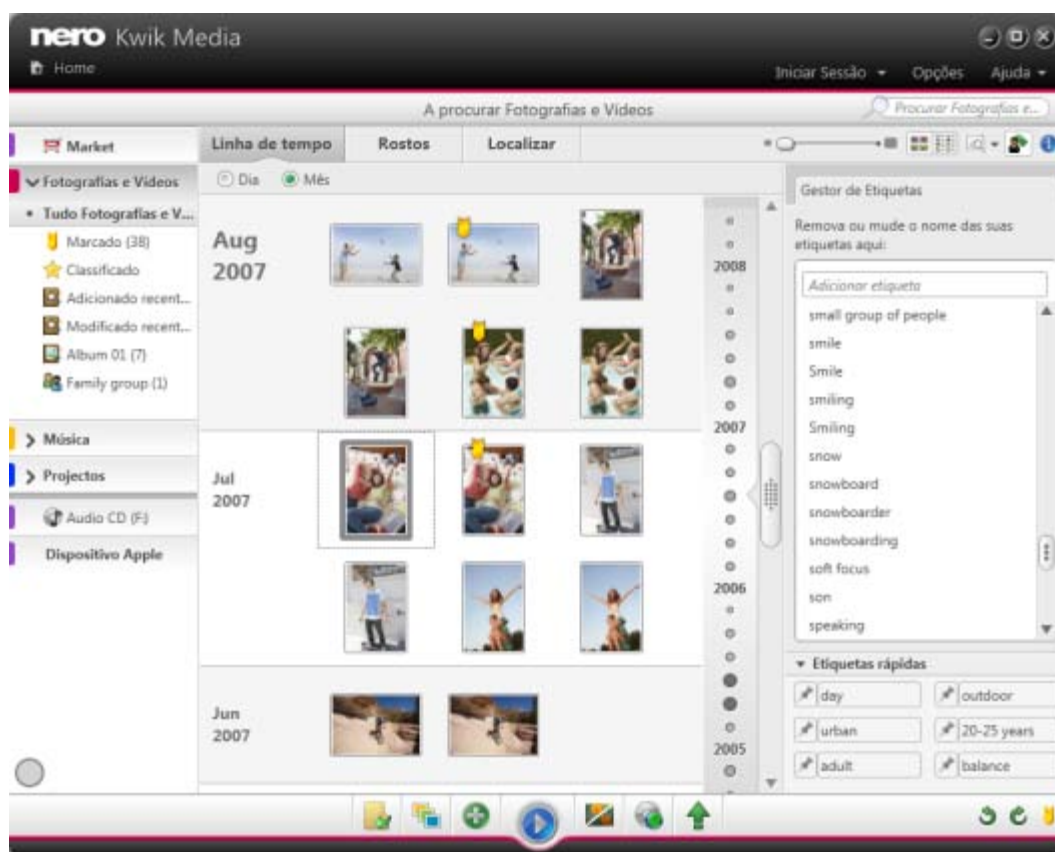 nero Kwik Media
Home
Iniciar Sessão
Opções
Ajuda
A procurar Fotografias e Vídeos
Procurar Fotografias e...
Market
Linha de tempo
Rostos
Localizar
Fotografias e Vídeos
Dia
Mês
Tudo Fotografias e V...
Marcado (38)
Classificado
Adicionado recent...
Modificado recent...
Album 01 (7)
Family group (1)
Música
Projectos
Audio CD (F:)
Dispositivo Apple
Aug
2007
Jul
2007
Jun
2007
2008
2007
2006
2005
Gestor de Etiquetas
Remova ou mude o nome das suas
etiquetas aqui:
Adicionar etiqueta
small group of people
smile
Smile
smiling
Smiling
snow
snowboard
snowboarder
snowboarding
soft focus
son
speaking
Etiquetas rápidas
day
outdoor
urban
20-25 years
adult
balance